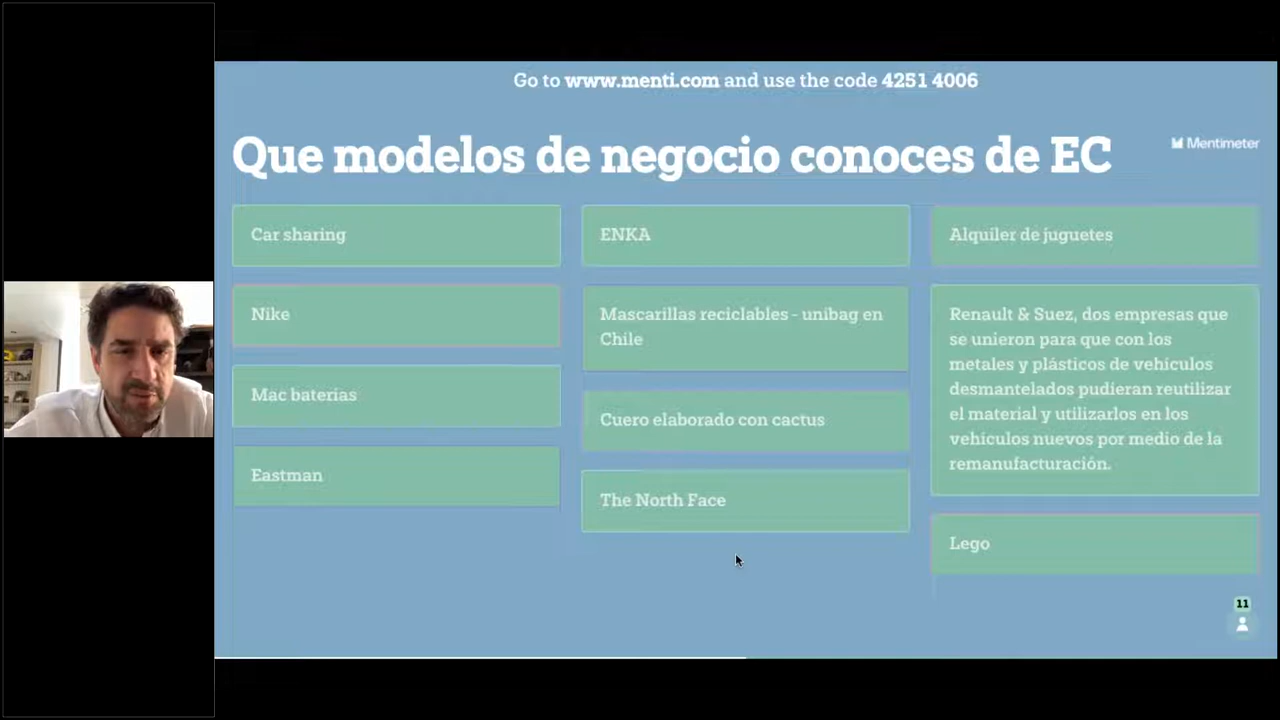 Go to www.menti.com and use the code 4251 4006
Que modelos de negocio conoces de EC
Mentimeter
Car sharing
Nike
Mac baterias
Eastman
ENKA
Mascarillas reciclables - unibag en
Chile
Cuero elaborado con cactus
The North Face
Alquiler de juguetes
Renault & Suez, dos empresas que
se unieron para que con los
metales y plásticos de vehículos
desmantelados pudieran reutilizar
el material y utilizarlos en los
vehículos nuevos por medio de la
remanufacturación.
Lego
11